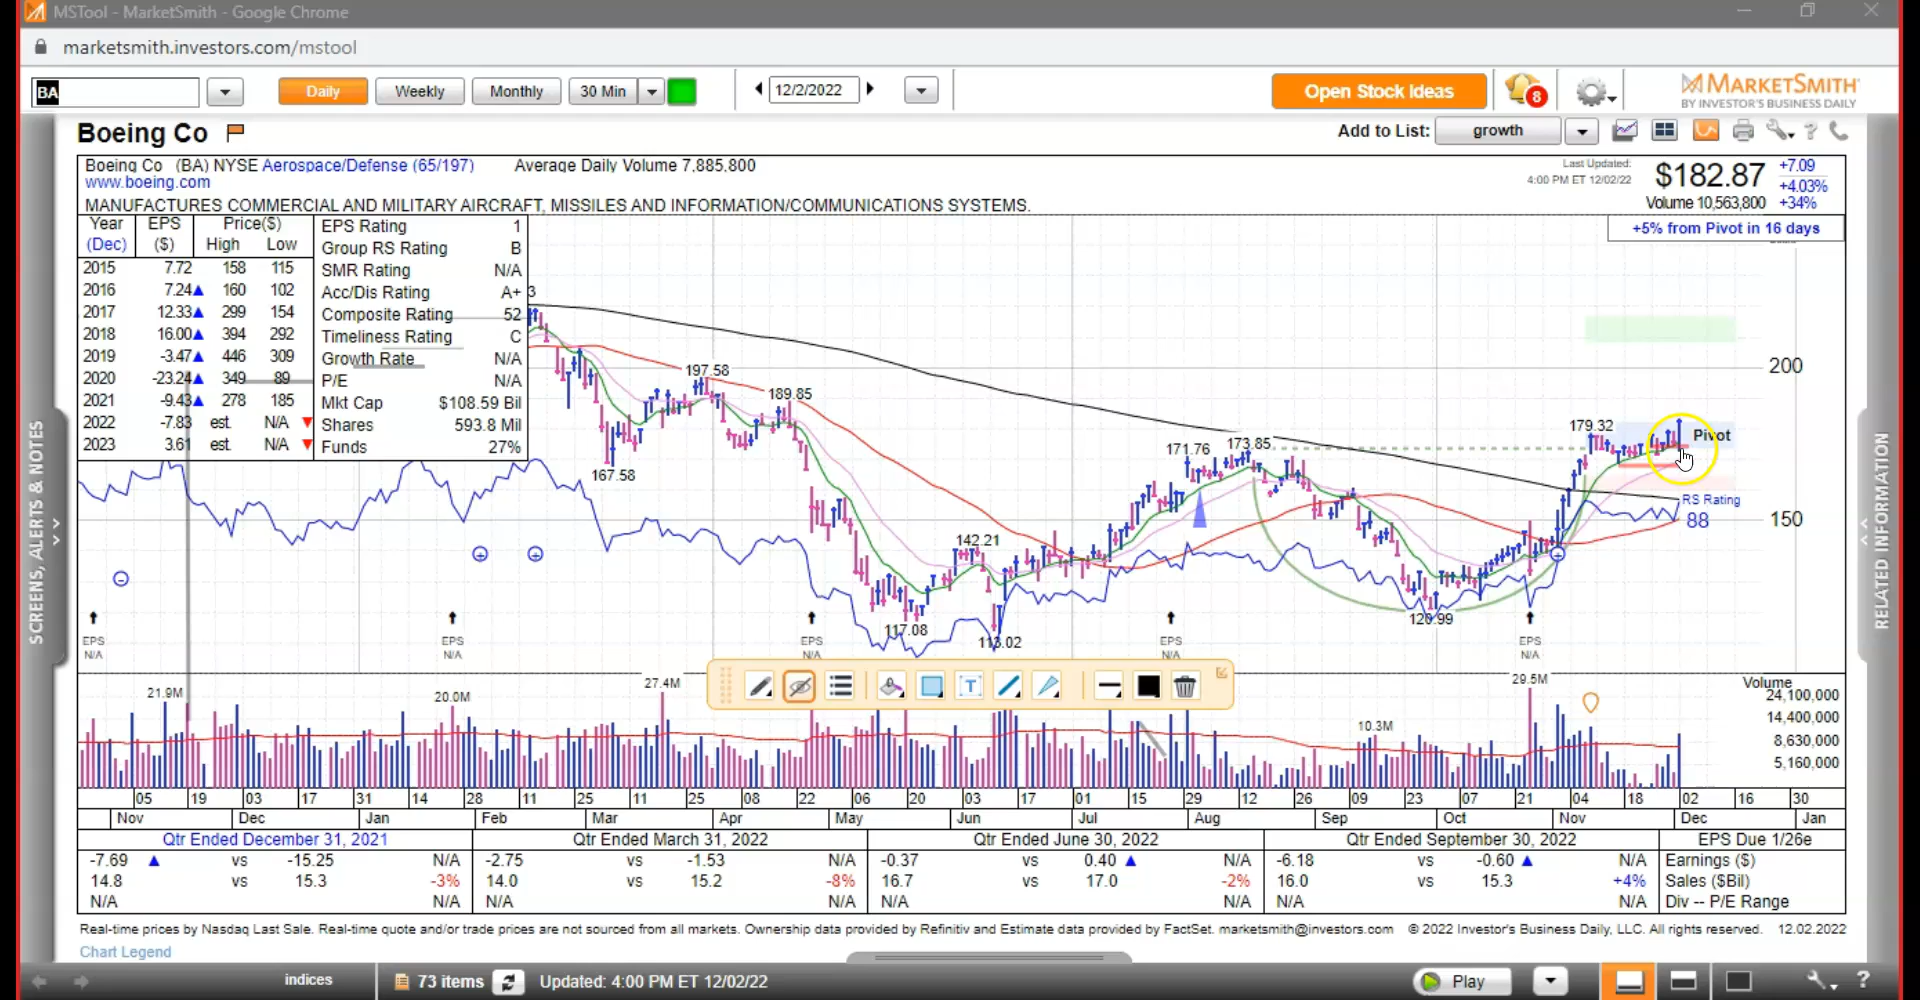 MSTool - MarketSmith - Google Chrome
marketsmith.investors.com/mstool
BA
Daily
Weekly
Monthly
30 Min
12/2/2022
Open Stock Ideas
8
MARKETSMITH
BY INVESTOR'S BUSINESS DAILY
Boeing Co
Add to List:
growth
Boeing Co (BA) NYSE Aerospace/Defense (65/197) Average Daily Volume 7,885,800
www.boeing.com
MANUFACTURES COMMERCIAL AND MILITARY AIRCRAFT, MISSILES AND INFORMATION/COMMUNICATIONS SYSTEMS.
Last Updated:
4:00 PM ET 12/02/22
$182.87
+7.09
+4.03%
Volume 10,563,800 +34%
+5% from Pivot in 16 days
Year EPS Price($)
(Dec) ($) High Low
2015 7.72 158 115
2016 7.24 160 102
2017 12.33 299 154
2018 16.00 394 292
2019 -3.47 446 309
2020 -23.24 349 89
2021 -9.43 278 185
2022 -7.83 est. N/A
2023 3.61 est. N/A
EPS Rating 1
Group RS Rating B
SMR Rating N/A
Acc/Dis Rating A+
Composite Rating 52
Timeliness Rating C
Growth Rate N/A
P/E N/A
Mkt Cap $108.59 Bil
Shares 593.8 Mil
Funds 27%
3
200
197.58
189.85
179.32
Pivot
171.76 173.85
167.58
RS Rating
88
150
142.21
120.99
117.08
113.02
EPS EPS EPS EPS EPS
N/A N/A N/A N/A N/A
21.9M 20.0M 27.4M 10.3M 29.5M
T
Volume
24,100,000
14,400,000
8,630,000
5,160,000
05 19 03 17 31 14 28 11 25 11 25 08 22 06 20 03 17 01 15 29 12 26 09 23 07 21 04 18 02 16 30
Nov Dec Jan Feb Mar Apr May Jun Jul Aug Sep Oct Nov Dec Jan
Qtr Ended December 31, 2021 Qtr Ended March 31, 2022 Qtr Ended June 30, 2022 Qtr Ended September 30, 2022 EPS Due 1/26e
-7.69 vs -15.25 N/A -2.75 vs -1.53 N/A -0.37 vs 0.40 N/A -6.18 vs -0.60 N/A Earnings ($)
14.8 vs 15.3 -3% 14.0 vs 15.2 -8% 16.7 vs 17.0 -2% 16.0 vs 15.3 +4% Sales ($Bil)
N/A N/A N/A N/A N/A N/A N/A N/A Div -- P/E Range
Real-time prices by Nasdaq Last Sale. Real-time quote and/or trade prices are not sourced from all markets. Ownership data provided by Refinitiv and Estimate data provided by FactSet. marketsmith@investors.com © 2022 Investor's Business Daily, LLC. All rights reserved. 12.02.2022
Chart Legend
SCREENS, ALERTS & NOTES
RELATED INFORMATION
indices
73 items
Updated: 4:00 PM ET 12/02/22
Play
?